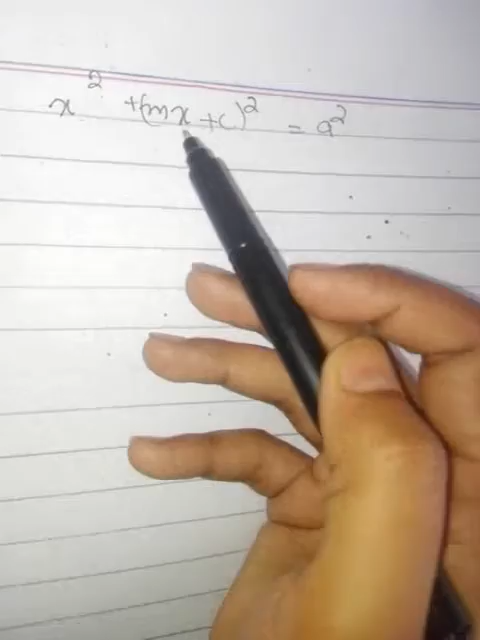 x² + (mx + c)² = a²